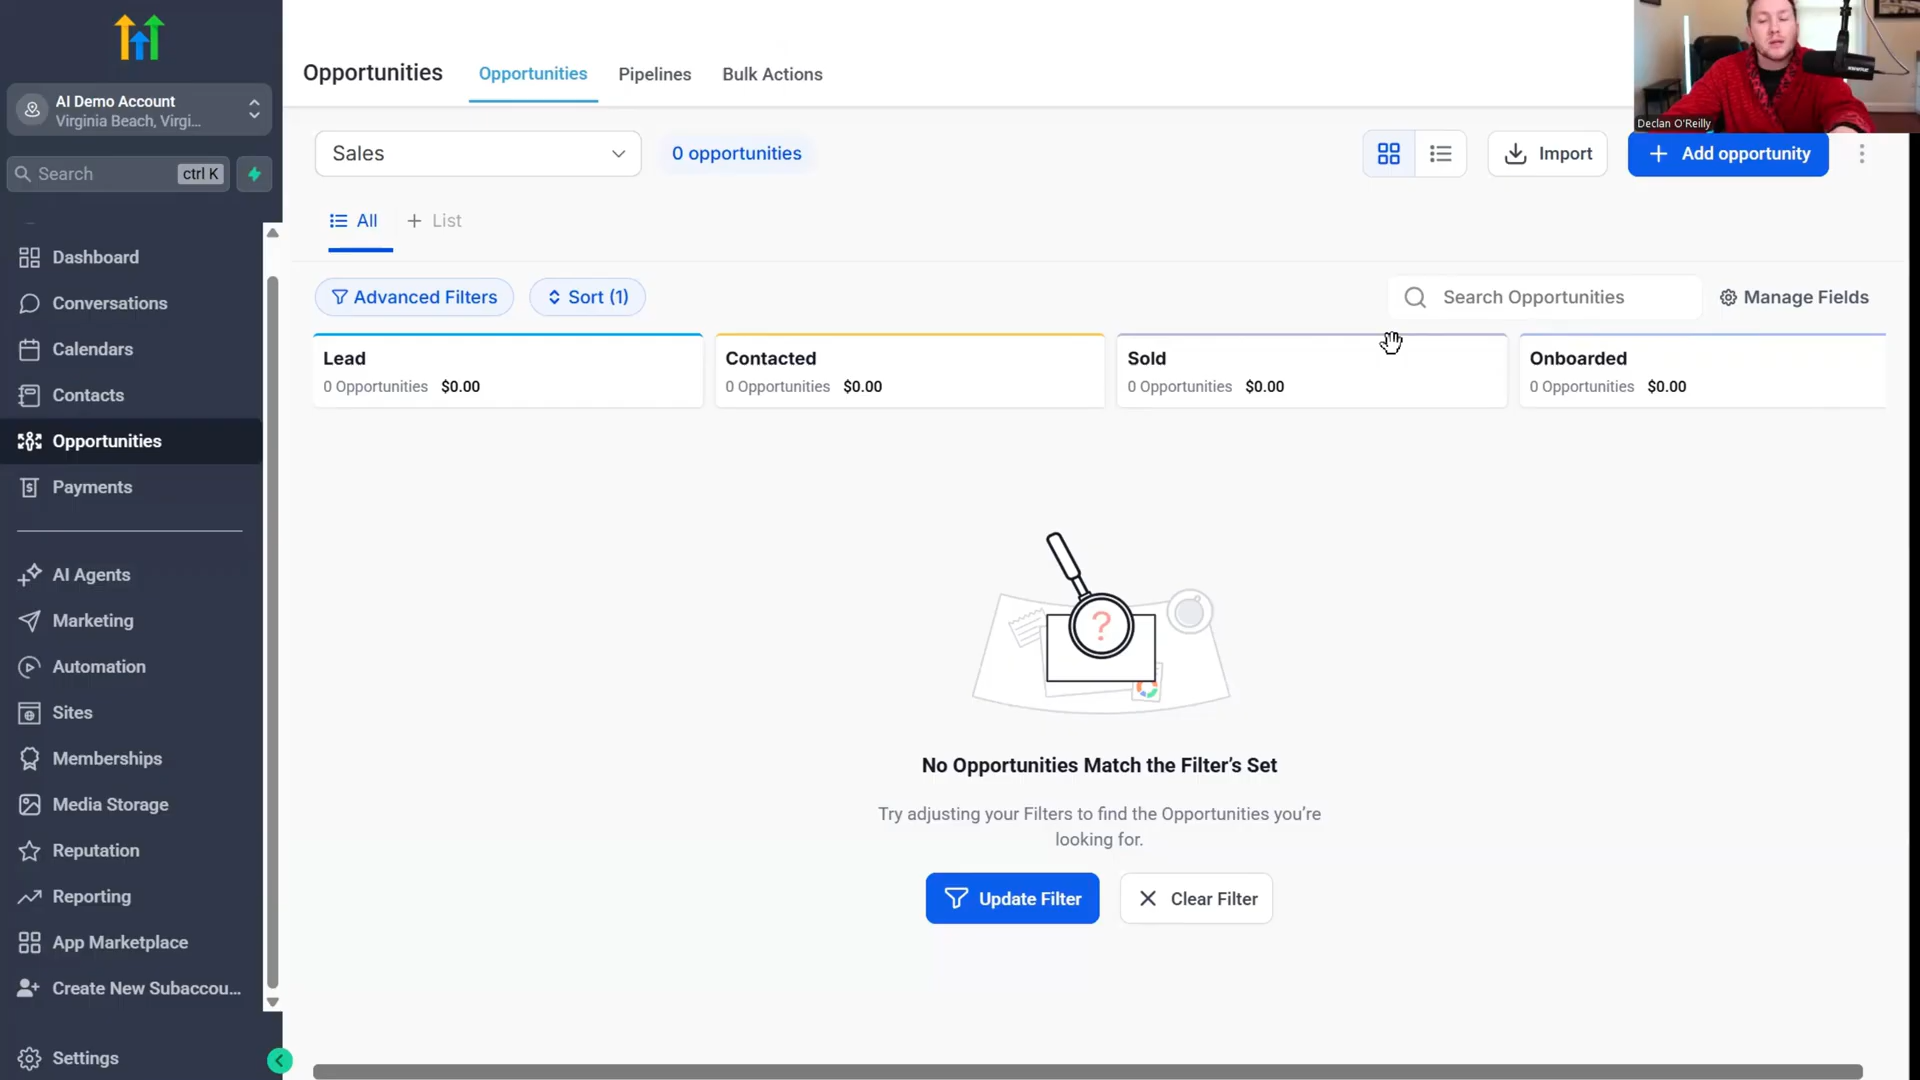 AI Demo Account
Virginia Beach, Virgi...
Search
ctrl K
Dashboard
Conversations
Calendars
Contacts
Opportunities
Payments
AI Agents
Marketing
Automation
Sites
Memberships
Media Storage
Reputation
Reporting
App Marketplace
Create New Subaccou...
Settings
Opportunities
Opportunities
Pipelines
Bulk Actions
Declan O'Reilly
Sales
0 opportunities
Import
+ Add opportunity
All
+ List
Advanced Filters
Sort (1)
Search Opportunities
Manage Fields
Lead
0 Opportunities $0.00
Contacted
0 Opportunities $0.00
Sold
0 Opportunities $0.00
Onboarded
0 Opportunities $0.00
?
No Opportunities Match the Filter’s Set
Try adjusting your Filters to find the Opportunities you’re
looking for.
Update Filter
Clear Filter